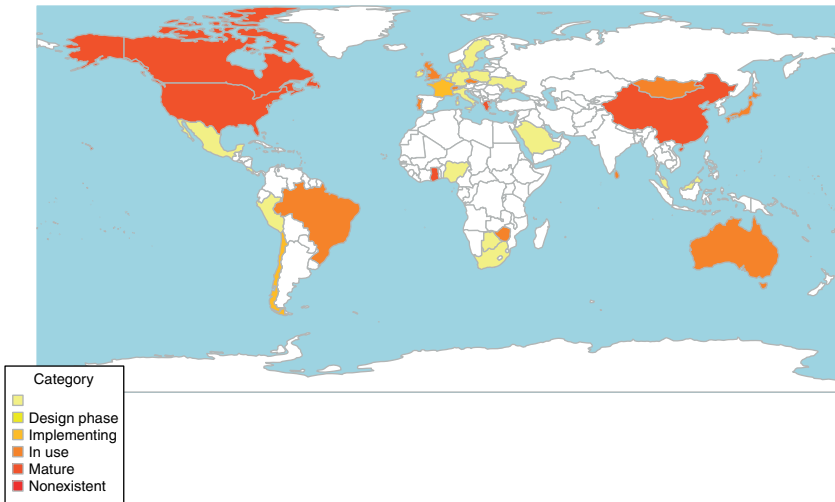 Category
Design phase
Implementing
In use
Mature
Nonexistent